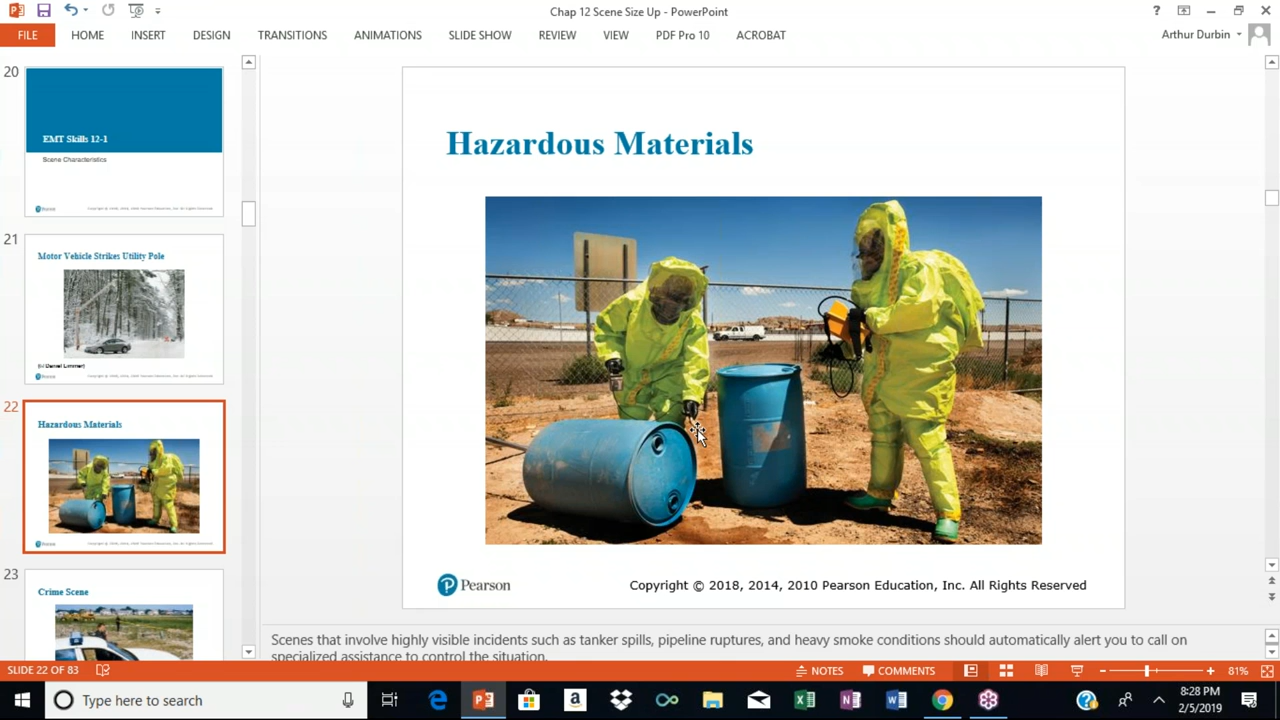 Chap 12 Scene Size Up - PowerPoint
FILE HOME INSERT DESIGN TRANSITIONS ANIMATIONS SLIDE SHOW REVIEW VIEW PDF Pro 10 ACROBAT Arthur Durbin
20
EMT Skills 12-1
Scene Characteristics
21
Motor Vehicle Strikes Utility Pole
22
Hazardous Materials
23
Crime Scene
Hazardous Materials
Pearson
Copyright © 2018, 2014, 2010 Pearson Education, Inc. All Rights Reserved
Scenes that involve highly visible incidents such as tanker spills, pipeline ruptures, and heavy smoke conditions should automatically alert you to call on
specialized assistance to control the situation.
SLIDE 22 OF 83 NOTES COMMENTS 81%
Type here to search
8:28 PM
2/5/2019